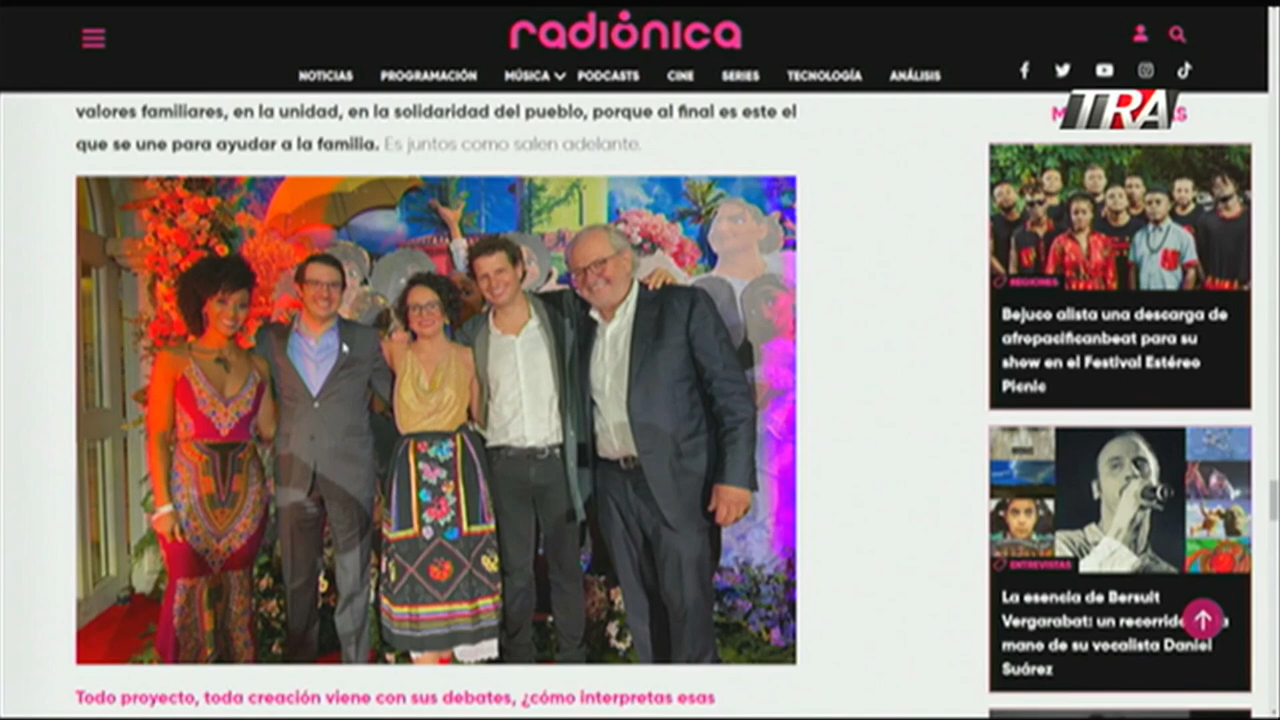 radiónica
NOTICIAS PROGRAMACIÓN MÚSICA PODCASTS CINE SERIES TECNOLOGÍA ANÁLISIS
TRA
valores familiares, en la unidad, en la solidaridad del pueblo, porque al final es este el
que se une para ayudar a la familia. Es juntos como salen adelante.
REGIONES
Bejuco alista una descarga de
afropacificanbeat para su
show en el Festival Estéreo
Picnic
ENTREVISTAS
La esencia de Bersuit
Vergarabat: un recorrido
mano de su vocalista Daniel
Suárez
Todo proyecto, toda creación viene con sus debates, ¿cómo interpretas esas